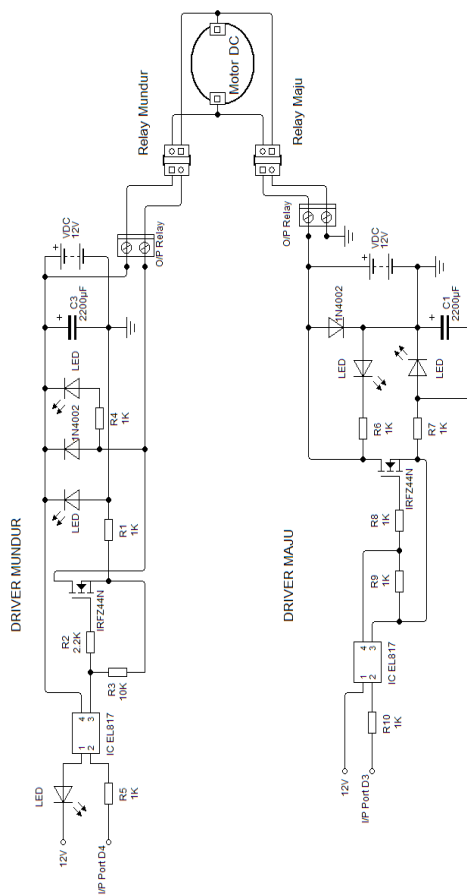 DRIVER MUNDUR
12V
LED
I/P Port D4
R5
1K
1
2
4
3
IC EL817
R3
10K
R2
2.2K
IRFZ44N
R1
1K
LED
1N4002
R4
1K
LED
C3
2200µF
+
VDC
12V
+
O/P Relay
Relay Mundur
Motor DC
Relay Maju
O/P Relay
DRIVER MAJU
12V
I/P Port D3
R10
1K
1
2
4
3
IC EL817
R9
1K
R8
1K
IRFZ44N
R6
1K
R7
1K
LED
LED
1N4002
C1
2200µF
+
VDC
12V
+